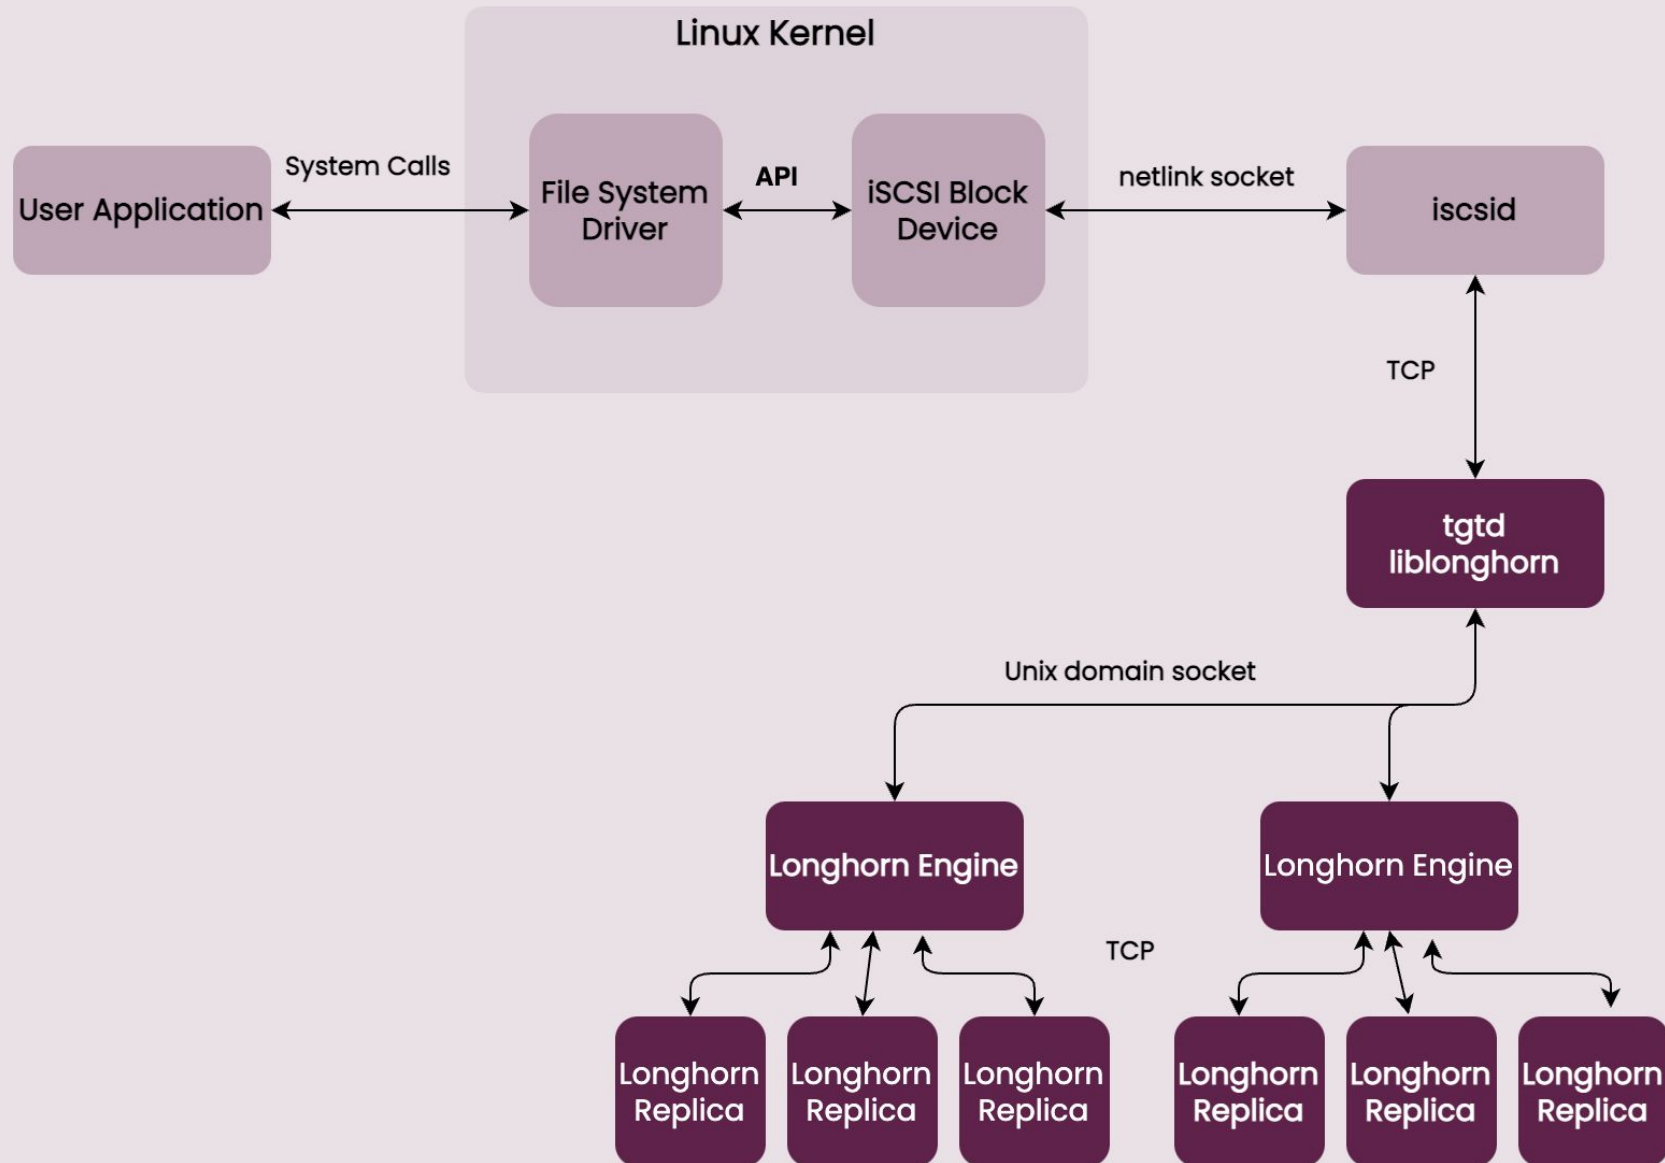 Linux Kernel
User Application
System Calls
File System
Driver
API
iSCSI Block
Device
netlink socket
iscsid
TCP
tgtd
liblonghorn
Unix domain socket
Longhorn Engine
Longhorn Engine
TCP
Longhorn
Replica
Longhorn
Replica
Longhorn
Replica
Longhorn
Replica
Longhorn
Replica
Longhorn
Replica